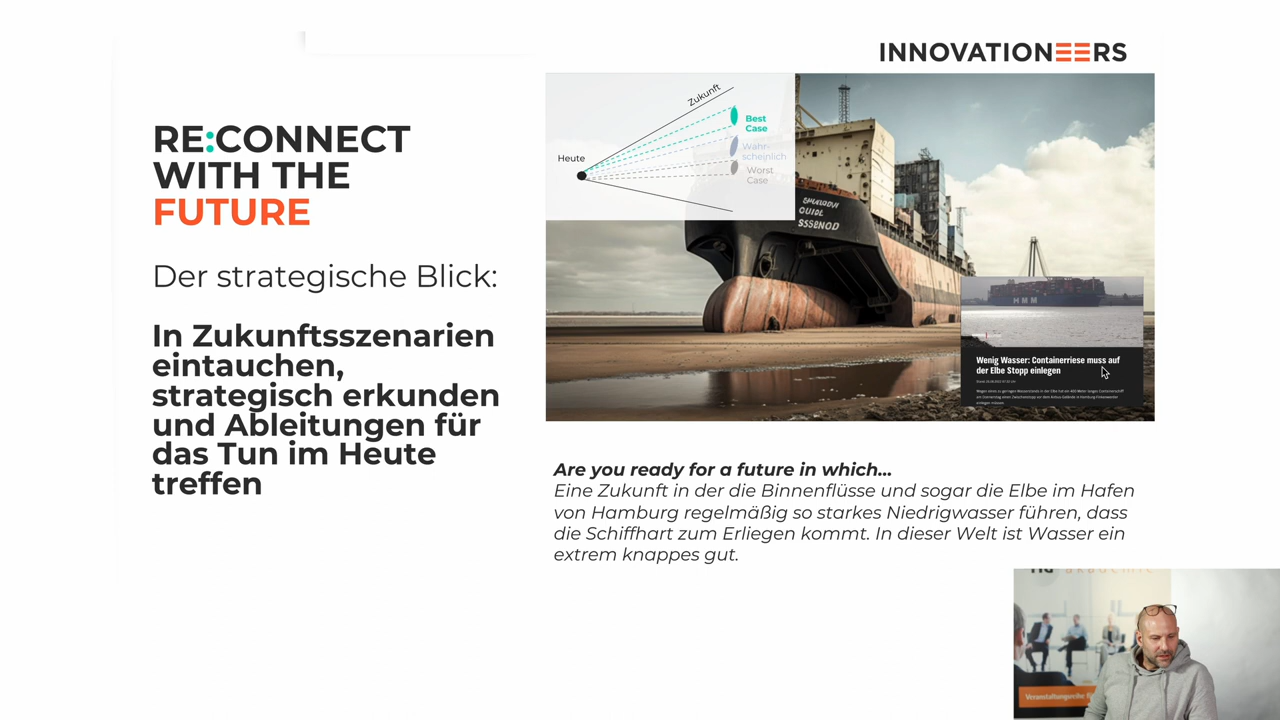 INNOVATIONEERS
RE:CONNECT
WITH THE
FUTURE
Der strategische Blick:
In Zukunftsszenarien
eintauchen,
strategisch erkunden
und Ableitungen für
das Tun im Heute
treffen
Zukunft
Heute
Best
Case
Wahr-
scheinlich
Worst
Case
HMM
Wenig Wasser: Containerriese muss auf
der Elbe Stopp einlegen
Are you ready for a future in which...
Eine Zukunft in der die Binnenflüsse und sogar die Elbe im Hafen
von Hamburg regelmäßig so starkes Niedrigwasser führen, dass
die Schiffhart zum Erliegen kommt. In dieser Welt ist Wasser ein
extrem knappes gut.
akademie
Veranstaltungsreihe